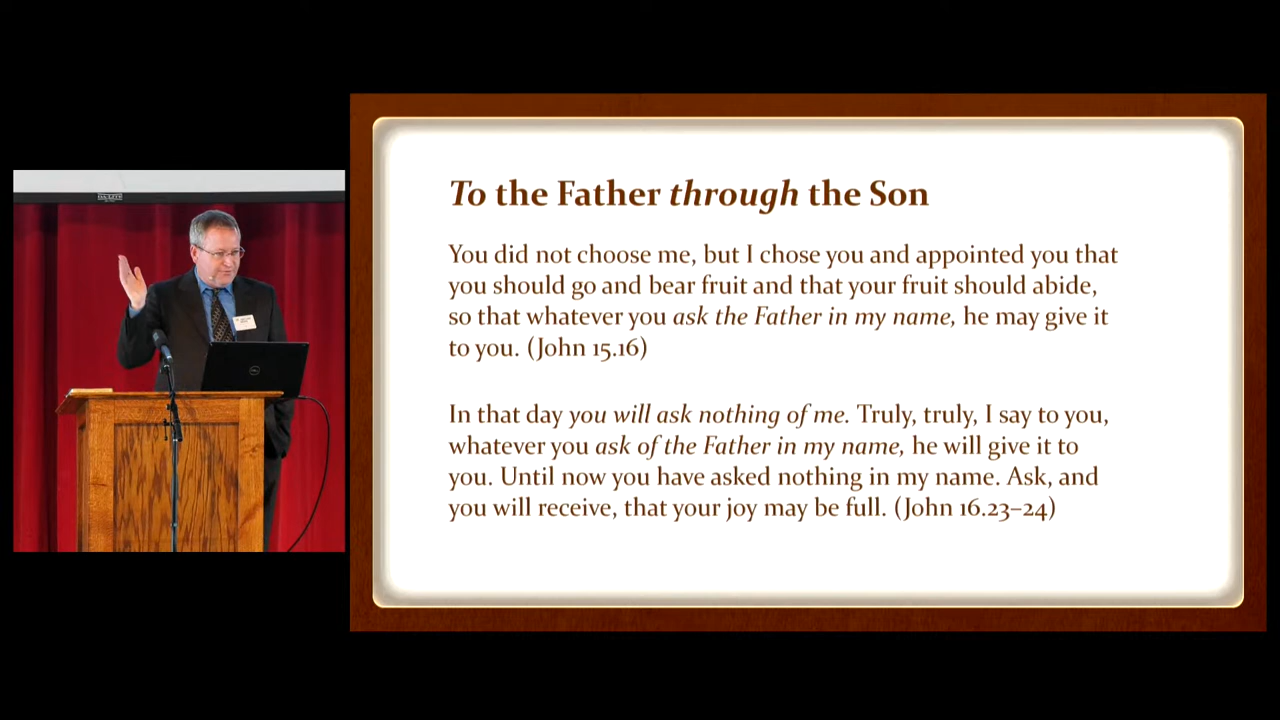 To the Father through the Son
You did not choose me, but I chose you and appointed you that
you should go and bear fruit and that your fruit should abide,
so that whatever you ask the Father in my name, he may give it
to you. (John 15.16)
In that day you will ask nothing of me. Truly, truly, I say to you,
whatever you ask of the Father in my name, he will give it to
you. Until now you have asked nothing in my name. Ask, and
you will receive, that your joy may be full. (John 16.23–24)